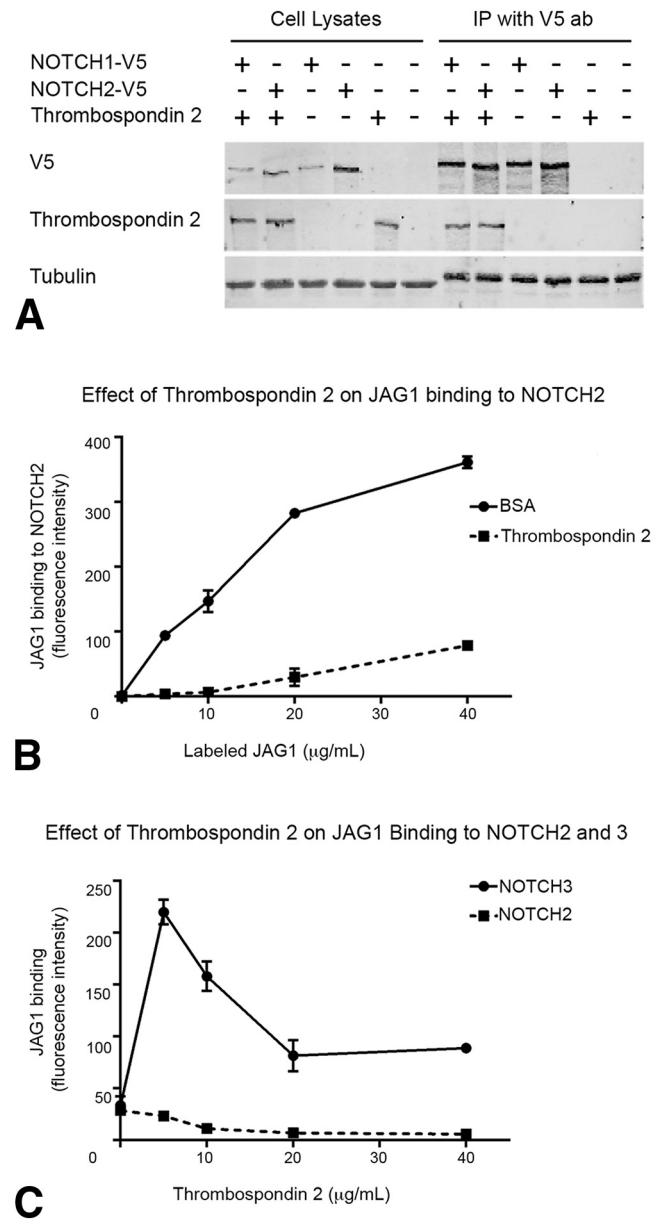 Cell Lysates IP with V5 ab
NOTCH1-V5 + - + - - - + - + - - -
NOTCH2-V5 - + - + - - - + - + - -
Thrombospondin 2 + + - - + - + + - - + -
V5
Thrombospondin 2
Tubulin
A
Effect of Thrombospondin 2 on JAG1 binding to NOTCH2
JAG1 binding to NOTCH2
(fluorescence intensity)
400
300
200
100
0 10 20 30 40
BSA
Thrombospondin 2
Labeled JAG1 (μg/mL)
B
Effect of Thrombospondin 2 on JAG1 Binding to NOTCH2 and 3
JAG1 binding
(fluorescence intensity)
250
200
150
100
50
0 10 20 30 40
NOTCH3
NOTCH2
Thrombospondin 2 (μg/mL)
C